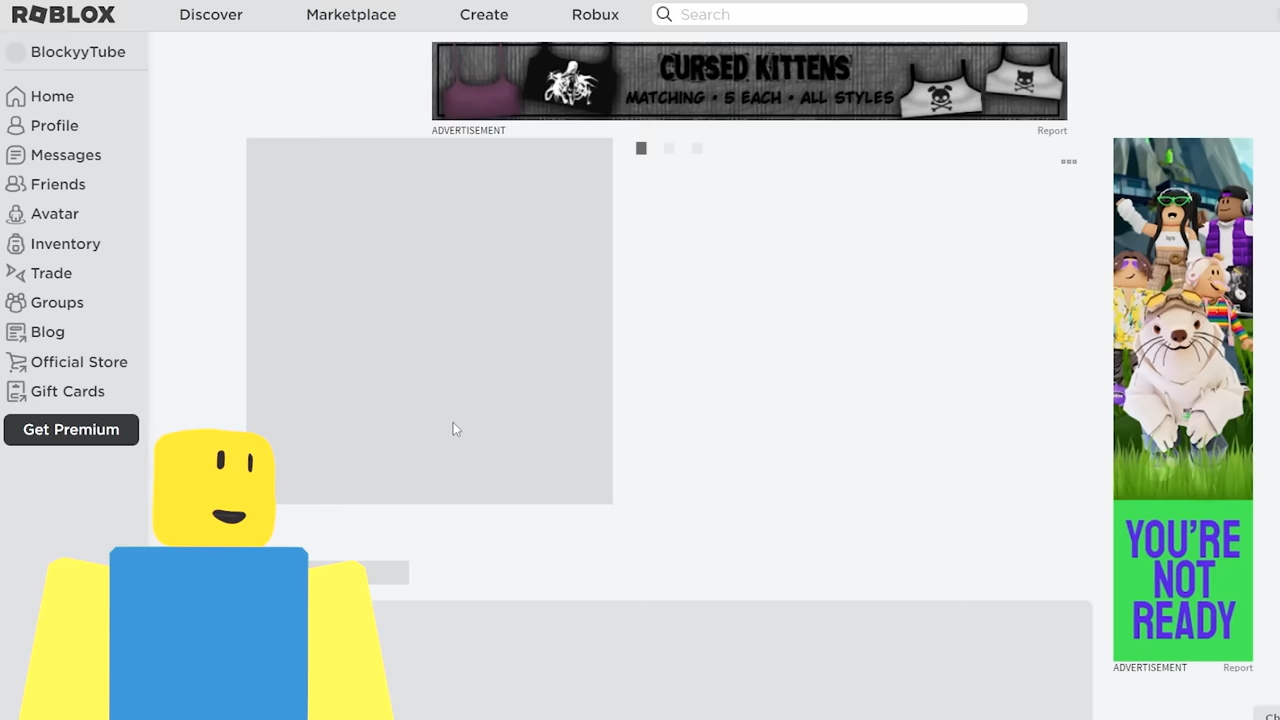 ROBLOX
Discover
Marketplace
Create
Robux
Search
BlockyyTube
Home
Profile
Messages
Friends
Avatar
Inventory
Trade
Groups
Blog
Official Store
Gift Cards
Get Premium
CURSED KITTENS
MATCHING • 5 EACH • ALL STYLES
ADVERTISEMENT
Report
YOU'RE
NOT
READY
ADVERTISEMENT
Report
Ch